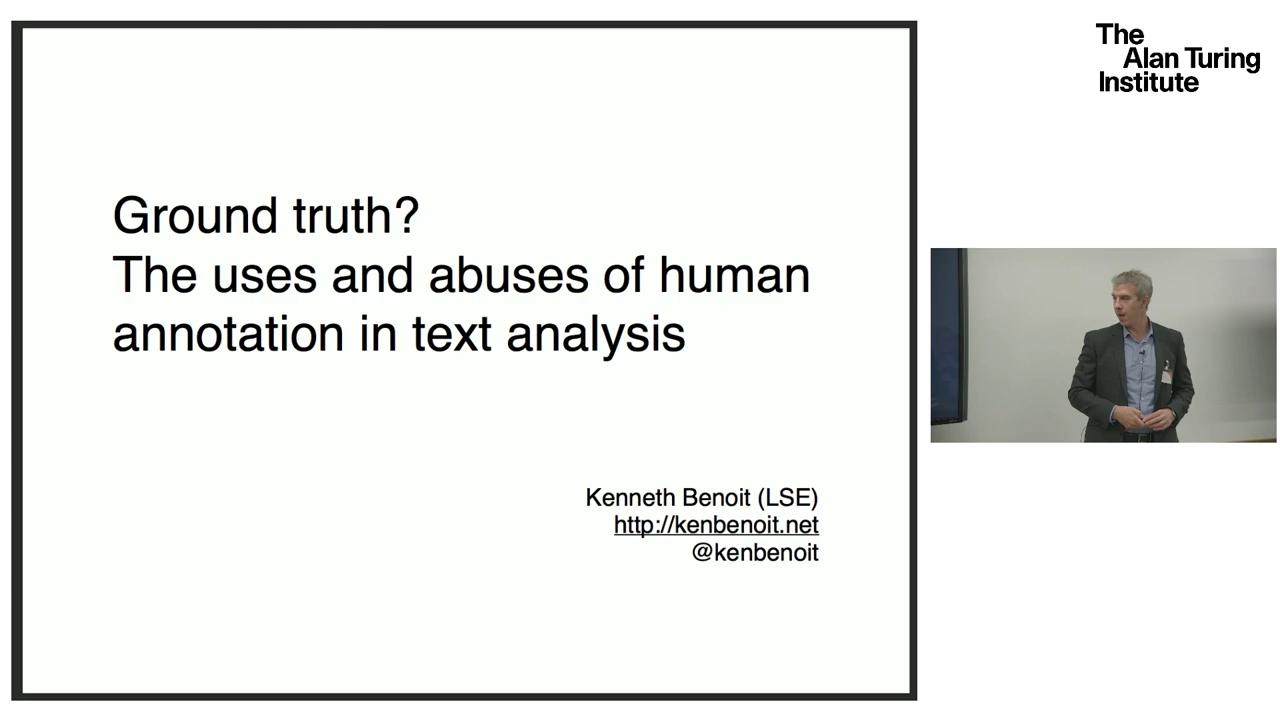 Ground truth?
The uses and abuses of human
annotation in text analysis
Kenneth Benoit (LSE)
http://kenbenoit.net
@kenbenoit
The
Alan Turing
Institute